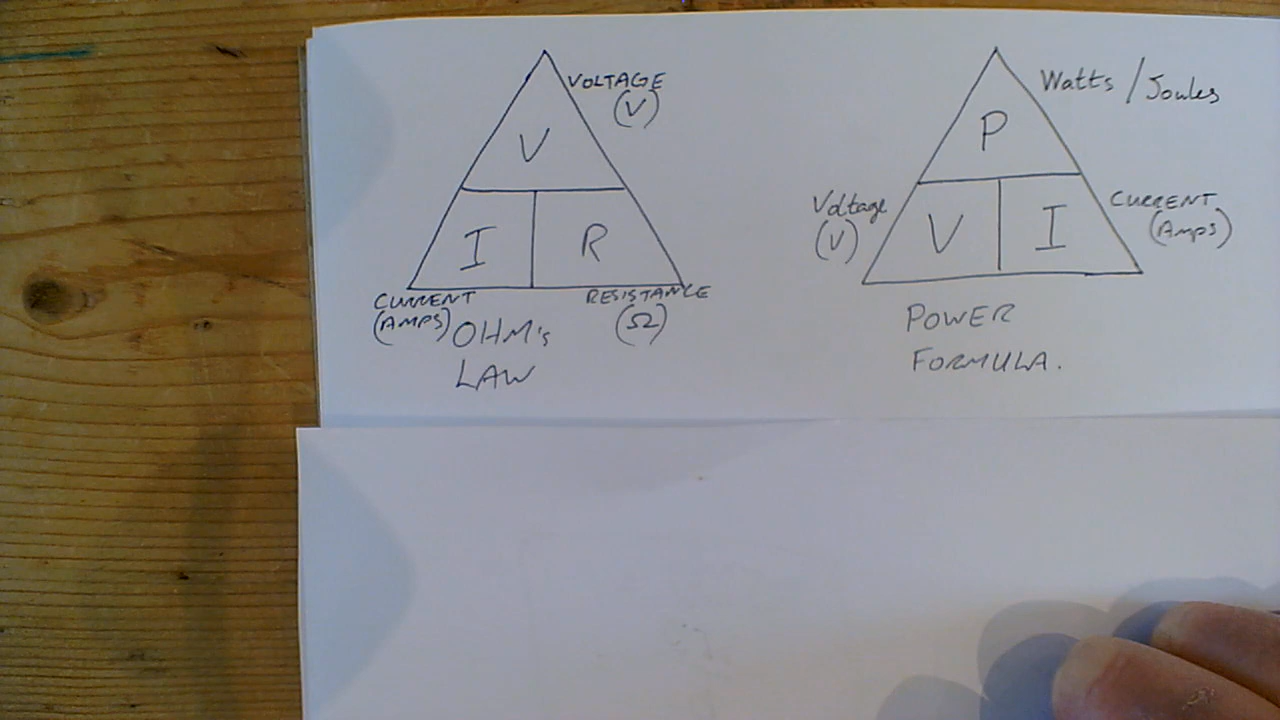 VOLTAGE
(V)
V
I
R
CURRENT
(AMPS)
RESISTANCE
(Ω)
OHM's
LAW
Watts / Joules
P
Voltage
(V)
V
I
CURRENT
(Amps)
POWER
FORMULA.